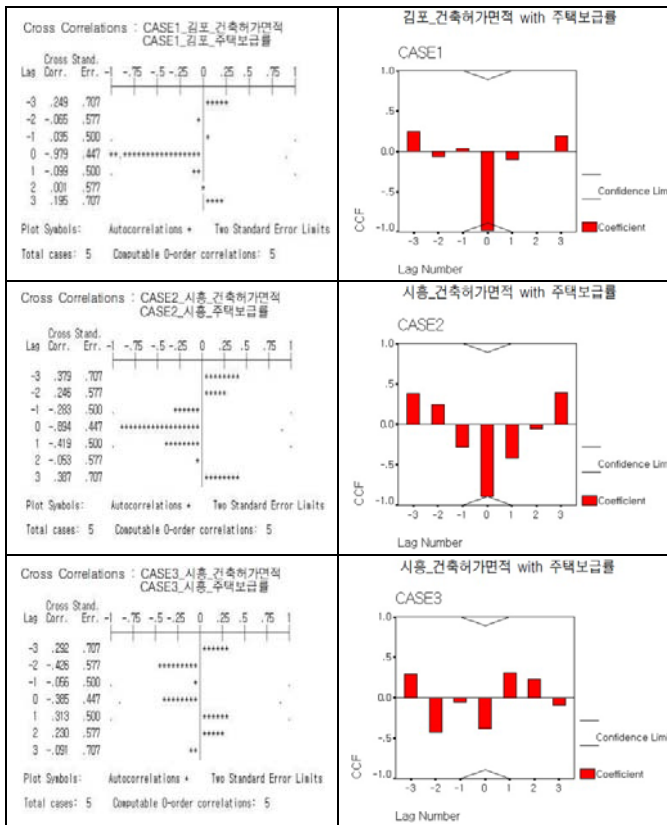 Cross Correlations : CASE1_김포_건축허가면적
CASE1_김포_주택보급률
Cross Stand.
Lag Corr. Err. -1 -.75 -.5 -.25 0 .25 .5 .75 1
-3 .249 .707
-2 -.065 .577
-1 .035 .500
0 -.979 .447
1 -.099 .500
2 .001 .577
3 .195 .707
Plot Symbols: Autocorrelations * Two Standard Error Limits .
Total cases: 5 Computable 0-order correlations: 5
김포_건축허가면적 with 주택보급률
CASE1
1.0
.5
0.0
-.5
-1.0
CCF
-3 -2 -1 0 1 2 3
Lag Number
Confidence Lim
Coefficient
Cross Correlations : CASE2_시흥_건축허가면적
CASE2_시흥_주택보급률
Cross Stand.
Lag Corr. Err. -1 -.75 -.5 -.25 0 .25 .5 .75 1
-3 .379 .707
-2 .246 .577
-1 -.283 .500
0 -.894 .447
1 -.419 .500
2 -.053 .577
3 .387 .707
Plot Symbols: Autocorrelations * Two Standard Error Limits
Total cases: 5 Computable 0-order correlations: 5
시흥_건축허가면적 with 주택보급률
CASE2
1.0
.5
0.0
-.5
-1.0
CCF
-3 -2 -1 0 1 2 3
Lag Number
Confidence Lim
Coefficient
Cross Correlations : CASE3_시흥_건축허가면적
CASE3_시흥_주택보급률
Cross Stand.
Lag Corr. Err. -1 -.75 -.5 -.25 0 .25 .5 .75 1
-3 .292 .707
-2 -.426 .577
-1 -.056 .500
0 -.385 .447
1 .313 .500
2 .230 .577
3 -.091 .707
Plot Symbols: Autocorrelations * Two Standard Error Limits
Total cases: 5 Computable 0-order correlations: 5
시흥_건축허가면적 with 주택보급률
CASE3
1.0
.5
0.0
-.5
-1.0
CCF
-3 -2 -1 0 1 2 3
Lag Number
Confidence Lim
Coefficient